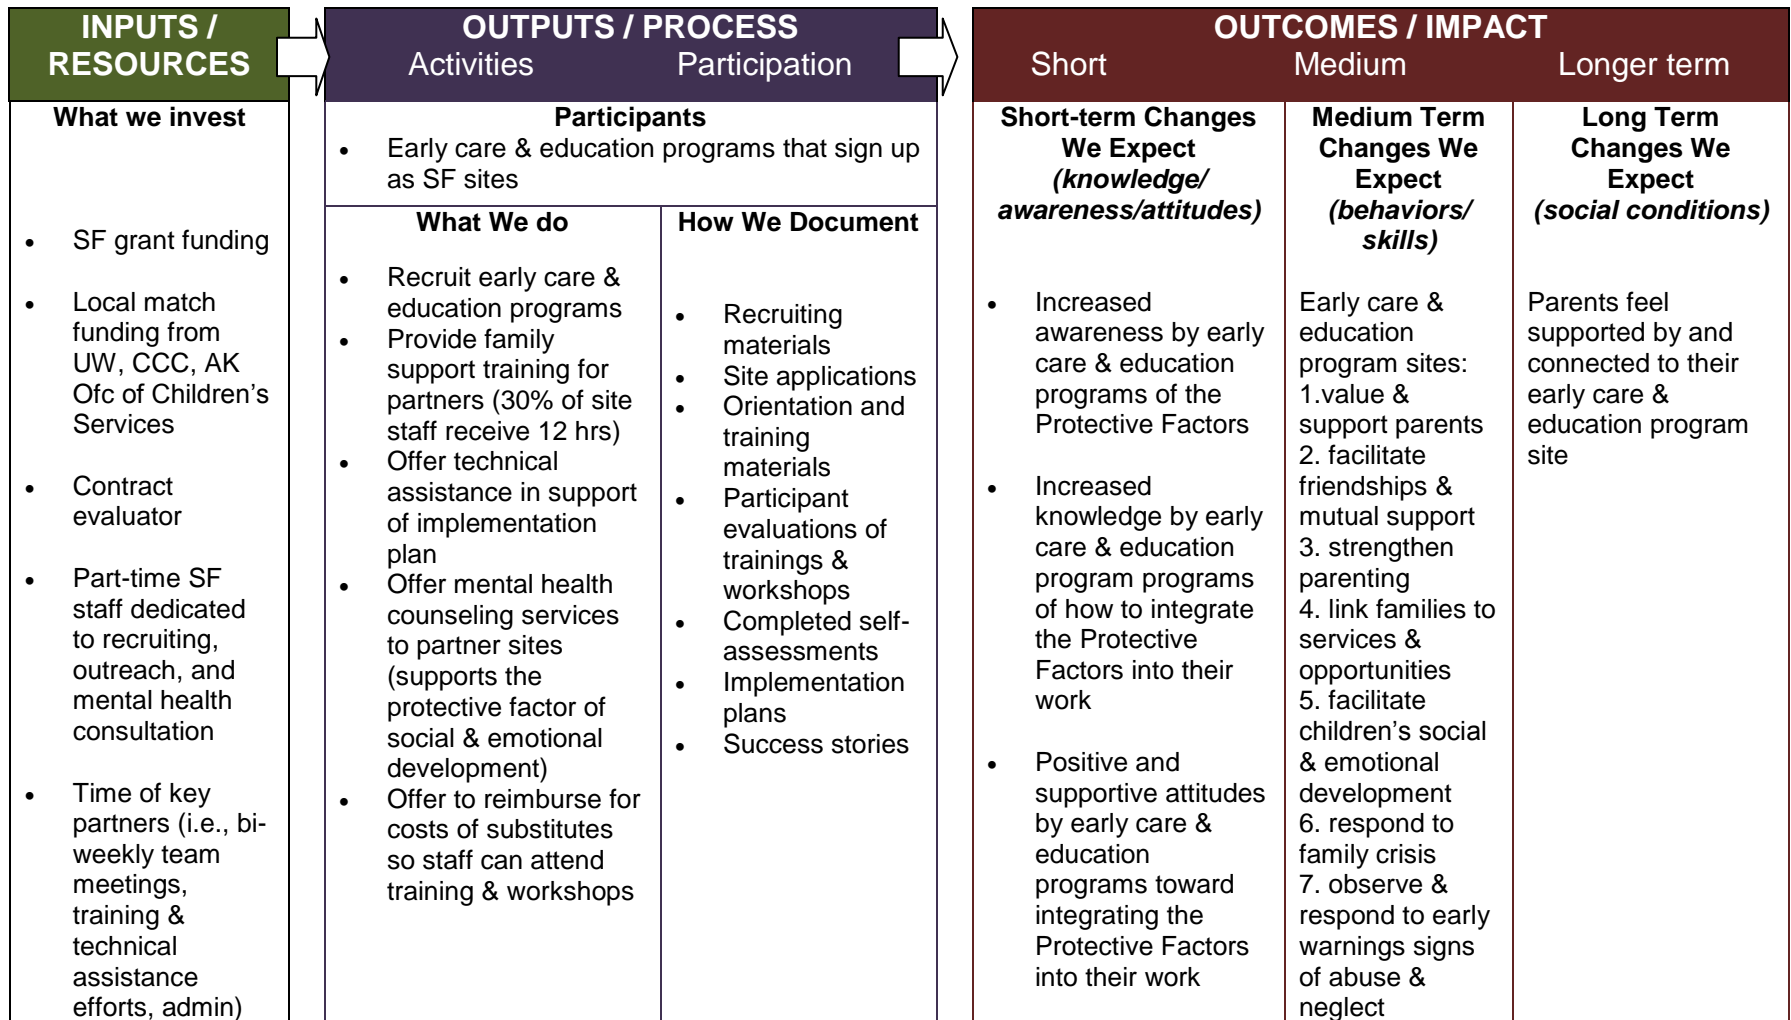 INPUTS /
RESOURCES
What we invest
• SF grant funding
• Local match
funding from
UW, CCC, AK
Ofc of Children’s
Services
• Contract
evaluator
• Part-time SF
staff dedicated
to recruiting,
outreach, and
mental health
consultation
• Time of key
partners (i.e., bi-
weekly team
meetings,
training &
technical
assistance
efforts, admin)
OUTPUTS / PROCESS
Activities Participation
Participants
• Early care & education programs that sign up
as SF sites
What We do
• Recruit early care &
education programs
• Provide family
support training for
partners (30% of site
staff receive 12 hrs)
• Offer technical
assistance in support
of implementation
plan
• Offer mental health
counseling services
to partner sites
(supports the
protective factor of
social & emotional
development)
• Offer to reimburse for
costs of substitutes
so staff can attend
training & workshops
How We Document
• Recruiting
materials
• Site applications
• Orientation and
training
materials
• Participant
evaluations of
trainings &
workshops
• Completed self-
assessments
• Implementation
plans
• Success stories
OUTCOMES / IMPACT
Short Medium Longer term
Short-term Changes
We Expect
(knowledge/
awareness/attitudes)
• Increased
awareness by early
care & education
programs of the
Protective Factors
• Increased
knowledge by early
care & education
program programs
of how to integrate
the Protective
Factors into their
work
• Positive and
supportive attitudes
by early care &
education
programs toward
integrating the
Protective Factors
into their work
Medium Term
Changes We
Expect
(behaviors/
skills)
Early care &
education
program sites:
1.value &
support parents
2. facilitate
friendships &
mutual support
3. strengthen
parenting
4. link families to
services &
opportunities
5. facilitate
children’s social
& emotional
development
6. respond to
family crisis
7. observe &
respond to early
warnings signs
of abuse &
neglect
Long Term
Changes We
Expect
(social conditions)
Parents feel
supported by and
connected to their
early care &
education program
site